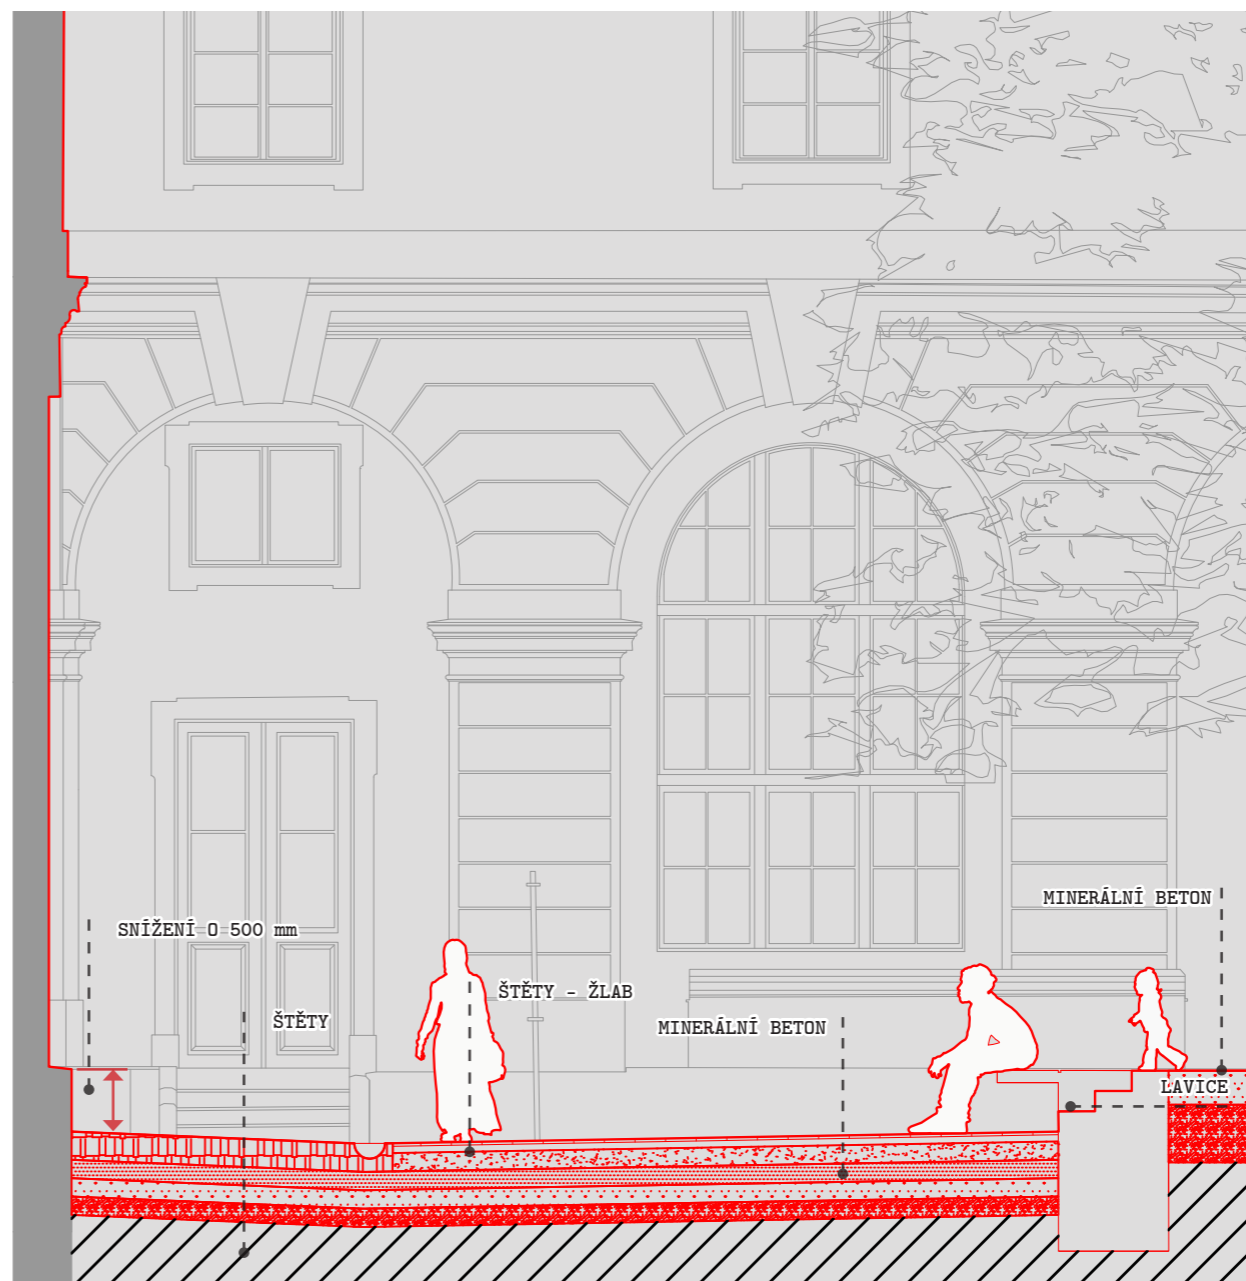 MINERÁLNÍ BETON
SNÍŽENÍ O 500 mm
ŠTĚTY - ŽLAB
ŠTĚTY
MINERÁLNÍ BETON
LAVICE